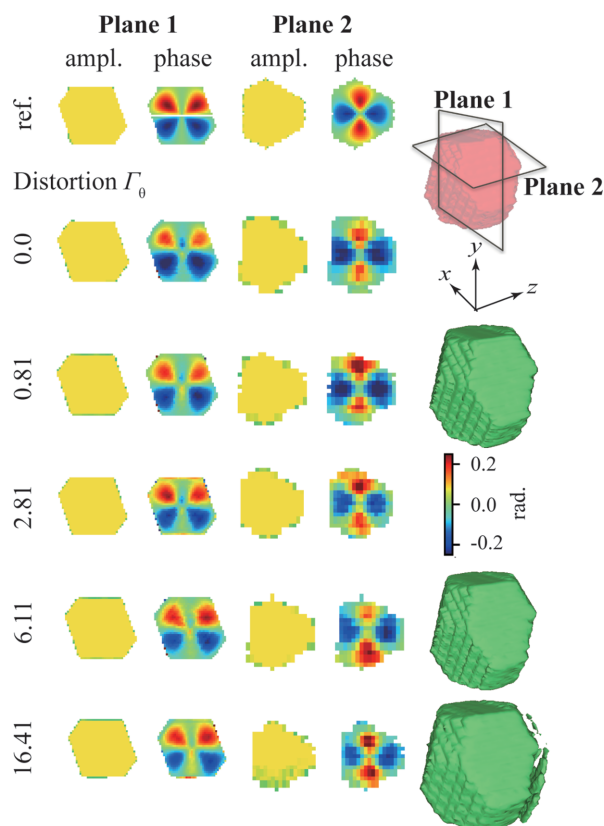 Plane 1 Plane 2
ampl. phase ampl. phase
ref.
Plane 1
Plane 2
Distortion Γθ
0.0
y
x
z
0.81
0.2
0.0
-0.2
rad.
2.81
6.11
16.41